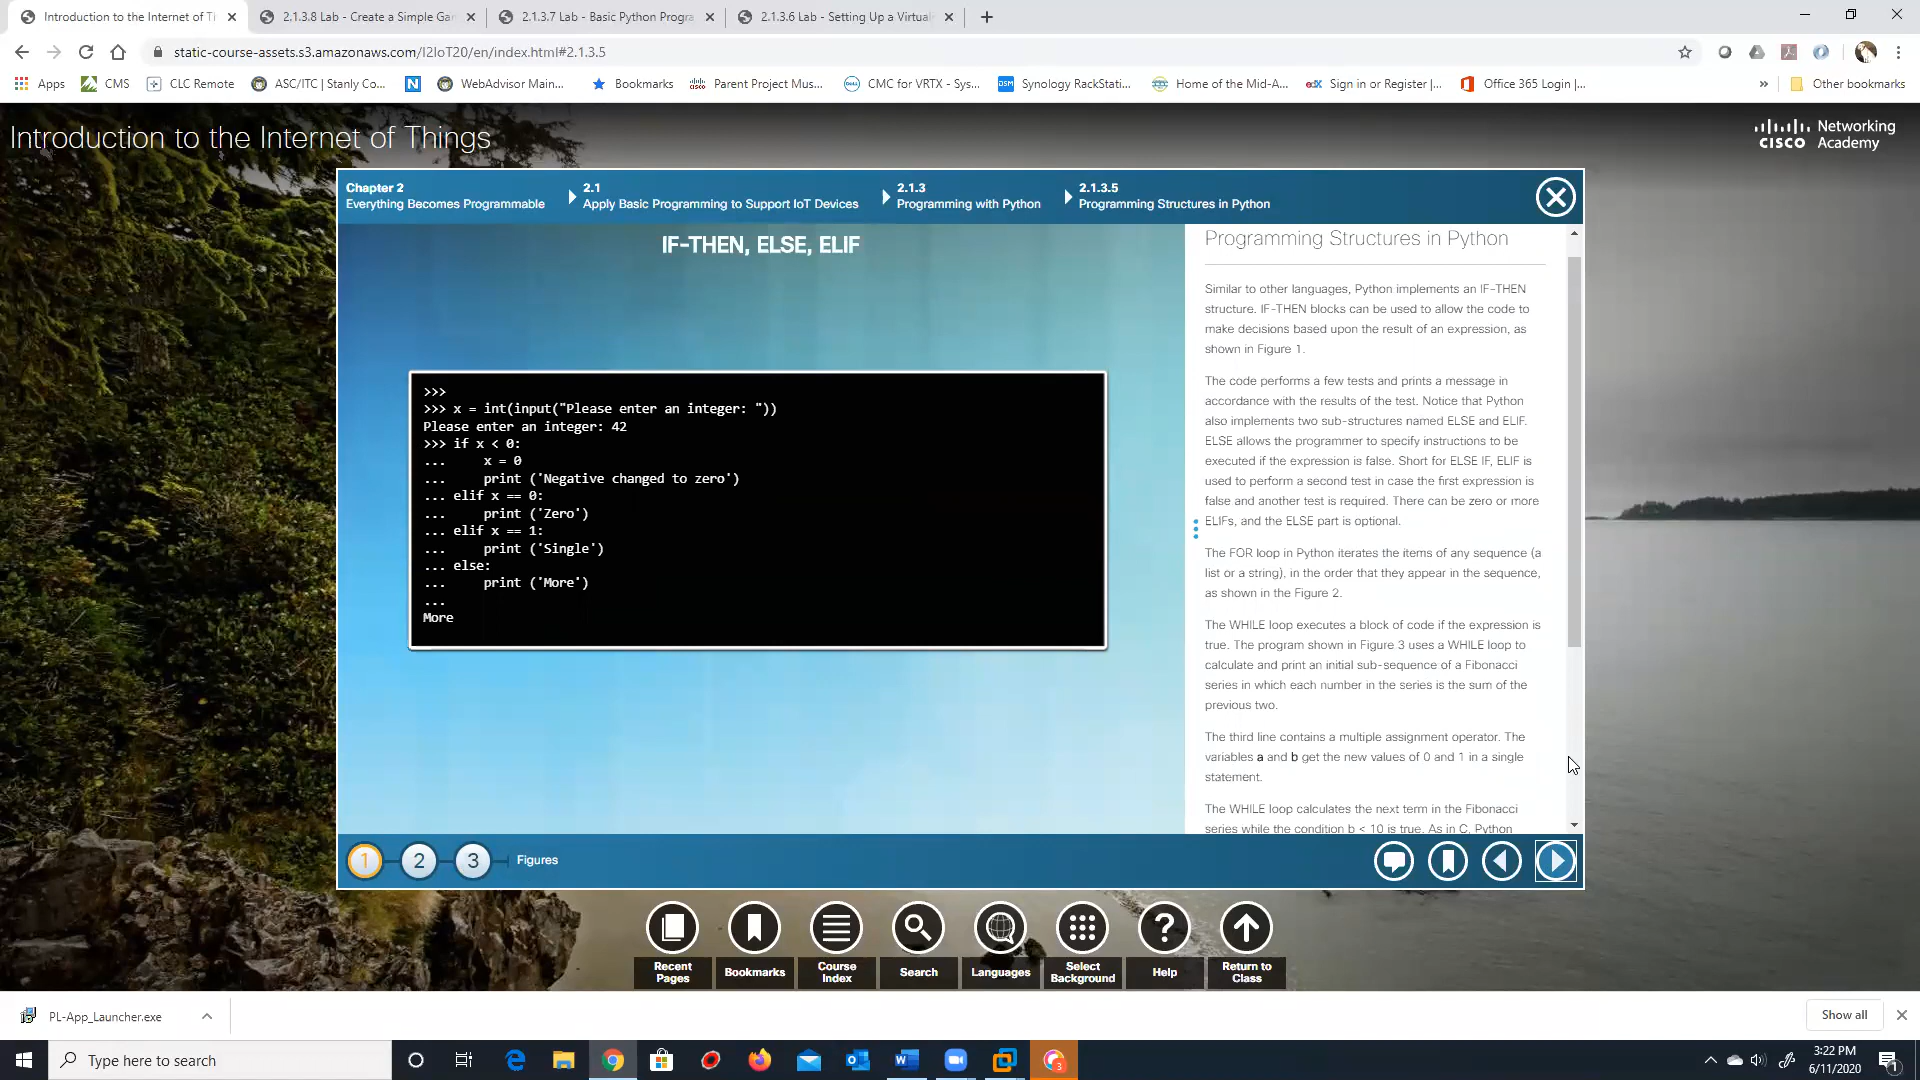 Introduction to the Internet of Ti
2.1.3.8 Lab - Create a Simple Gam
2.1.3.7 Lab - Basic Python Progra
2.1.3.6 Lab - Setting Up a Virtual
static-course-assets.s3.amazonaws.com/I2IoT20/en/index.html#2.1.3.5
Apps
CMS
CLC Remote
ASC/ITC | Stanly Co...
N
WebAdvisor Main...
Bookmarks
Parent Project Mus...
CMC for VRTX - Sys...
Synology RackStati...
Home of the Mid-A...
Sign in or Register |...
Office 365 Login |...
»
Other bookmarks
Introduction to the Internet of Things
CISCO
Networking
Academy
Chapter 2
Everything Becomes Programmable
2.1
Apply Basic Programming to Support IoT Devices
2.1.3
Programming with Python
2.1.3.5
Programming Structures in Python
IF-THEN, ELSE, ELIF
>>>
>>> x = int(input("Please enter an integer: "))
Please enter an integer: 42
>>> if x < 0:
...     x = 0
...     print ('Negative changed to zero')
... elif x == 0:
...     print ('Zero')
... elif x == 1:
...     print ('Single')
... else:
...     print ('More')
...
More
Programming Structures in Python
Similar to other languages, Python implements an IF-THEN
structure. IF-THEN blocks can be used to allow the code to
make decisions based upon the result of an expression, as
shown in Figure 1.
The code performs a few tests and prints a message in
accordance with the results of the test. Notice that Python
also implements two sub-structures named ELSE and ELIF.
ELSE allows the programmer to specify instructions to be
executed if the expression is false. Short for ELSE IF, ELIF is
used to perform a second test in case the first expression is
false and another test is required. There can be zero or more
ELIFs, and the ELSE part is optional.
The FOR loop in Python iterates the items of any sequence (a
list or a string), in the order that they appear in the sequence,
as shown in the Figure 2.
The WHILE loop executes a block of code if the expression is
true. The program shown in Figure 3 uses a WHILE loop to
calculate and print an initial sub-sequence of a Fibonacci
series in which each number in the series is the sum of the
previous two.
The third line contains a multiple assignment operator. The
variables a and b get the new values of 0 and 1 in a single
statement.
The WHILE loop calculates the next term in the Fibonacci
series while the condition b < 10 is true. As in C, Python
1
2
3
Figures
Recent
Pages
Bookmarks
Course
Index
Search
Languages
Select
Background
Help
Return to
Class
PL-App_Launcher.exe
Show all
Type here to search
3:22 PM
6/11/2020